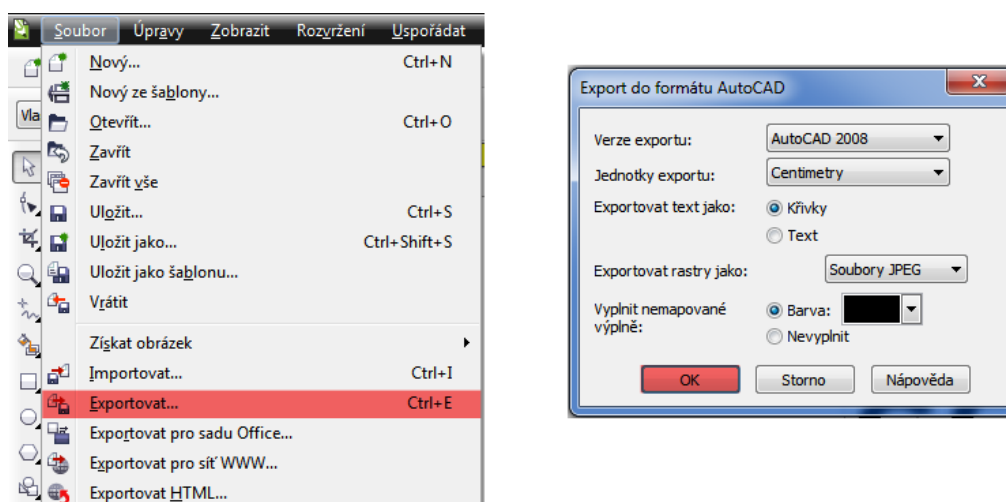 Soubor Úpravy Zobrazit Rozvržení Uspořádat
Nový... Ctrl+N
Nový ze šablony...
Vla
Otevřít... Ctrl+O
Zavřít
Zavřít vše
Uložit... Ctrl+S
Uložit jako... Ctrl+Shift+S
Uložit jako šablonu...
Vrátit
Získat obrázek
Importovat... Ctrl+I
Exportovat... Ctrl+E
Exportovat pro sadu Office...
Exportovat pro síť WWW...
Exportovat HTML...
Export do formátu AutoCAD
Verze exportu: AutoCAD 2008
Jednotky exportu: Centimetry
Exportovat text jako: Křivky
Text
Exportovat rastry jako: Soubory JPEG
Vyplnit nemapované
výplně:
Barva:
Nevyplnit
OK Storno Nápověda